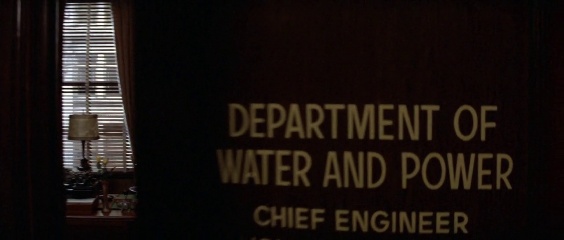 DEPARTMENT OF
WATER AND POWER
CHIEF ENGINEER